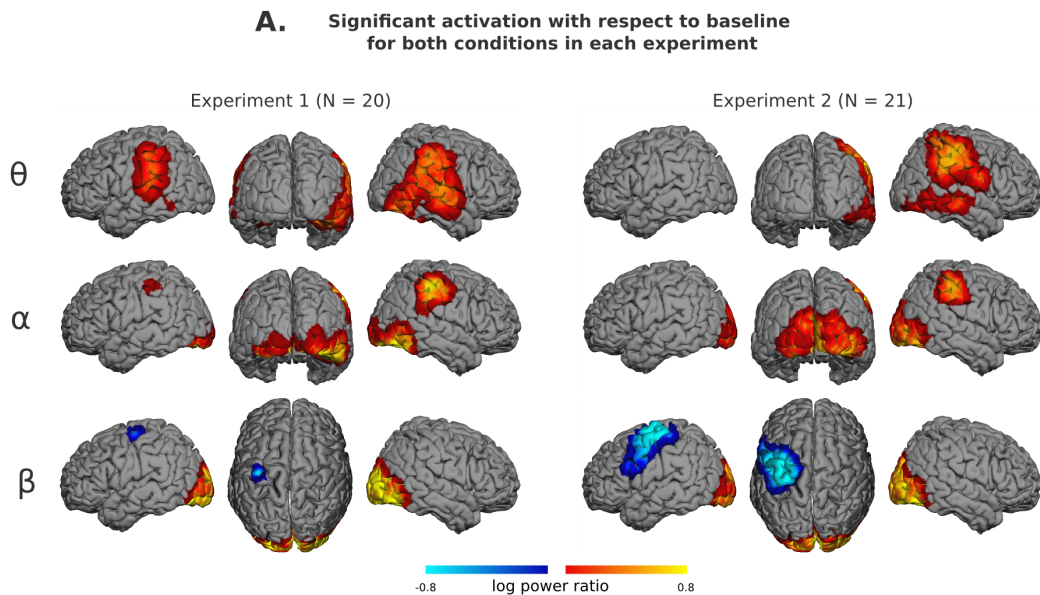 A.
Significant activation with respect to baseline
for both conditions in each experiment
Experiment 1 (N = 20)
Experiment 2 (N = 21)
θ
α
β
-0.8
log power ratio
0.8